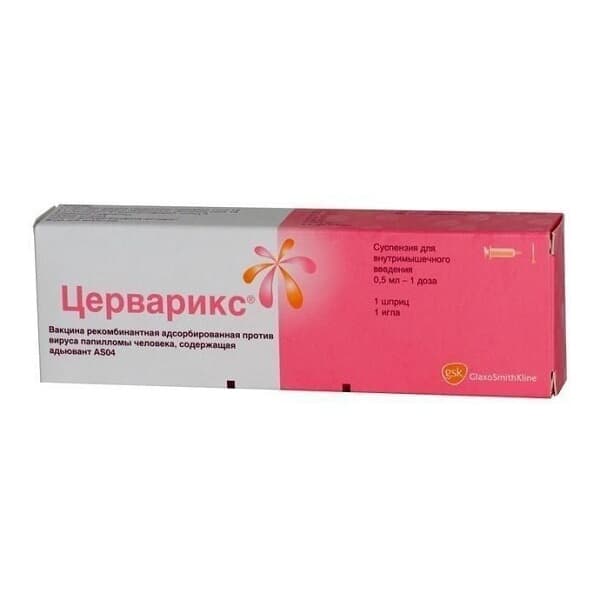 Церварикс®
Вакцина рекомбинантная адсорбированная против
вируса папилломы человека, содержащая
адъювант AS04
Суспензия для
внутримышечного
введения
0,5 мл – 1 доза
1 шприц
1 игла
gsk GlaxoSmithKline